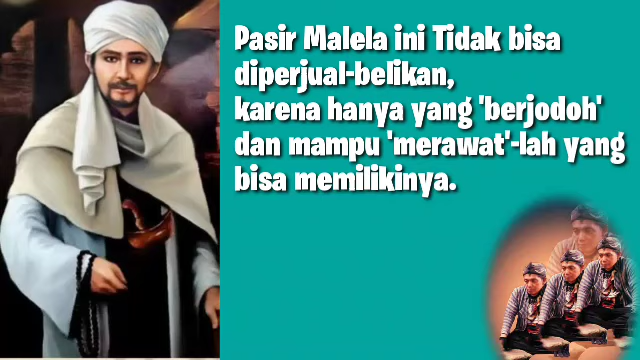 Pasir Malela ini Tidak bisa
diperjual-belikan,
karena hanya yang 'berjodoh'
dan mampu 'merawat'-lah yang
bisa memilikinya.